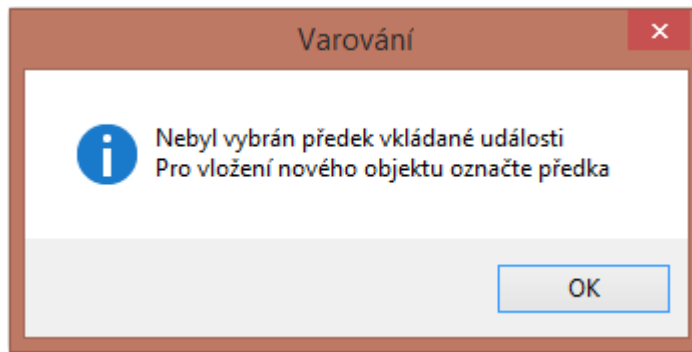 Varování
Nebyl vybrán předek vkládané události
Pro vložení nového objektu označte předka
OK